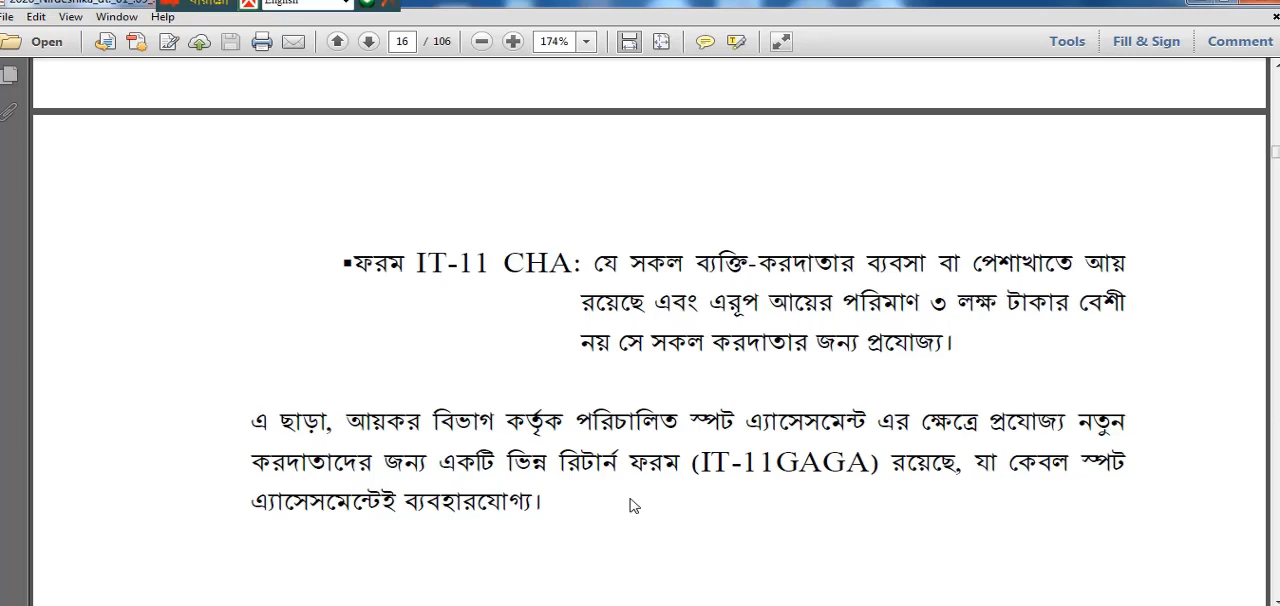 English
File Edit View Window Help
Open 16 / 106 174% Tools Fill & Sign Comment
▪ফরম IT-11 CHA: যে সকল ব্যক্তি-করদাতার ব্যবসা বা পেশাখাতে আয়
রয়েছে এবং এরূপ আয়ের পরিমাণ ৩ লক্ষ টাকার বেশী
নয় সে সকল করদাতার জন্য প্রযোজ্য।
এ ছাড়া, আয়কর বিভাগ কর্তৃক পরিচালিত স্পট এ্যাসেসমেন্ট এর ক্ষেত্রে প্রযোজ্য নতুন
করদাতাদের জন্য একটি ভিন্ন রিটার্ন ফরম (IT-11GAGA) রয়েছে, যা কেবল স্পট
এ্যাসেসমেন্টেই ব্যবহারযোগ্য।